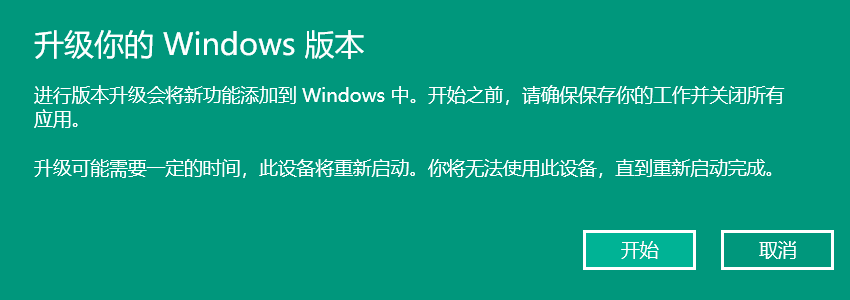 升级你的 Windows 版本
进行版本升级会将新功能添加到 Windows 中。开始之前，请确保保存你的工作并关闭所有
应用。
升级可能需要一定的时间，此设备将重新启动。你将无法使用此设备，直到重新启动完成。
开始
取消